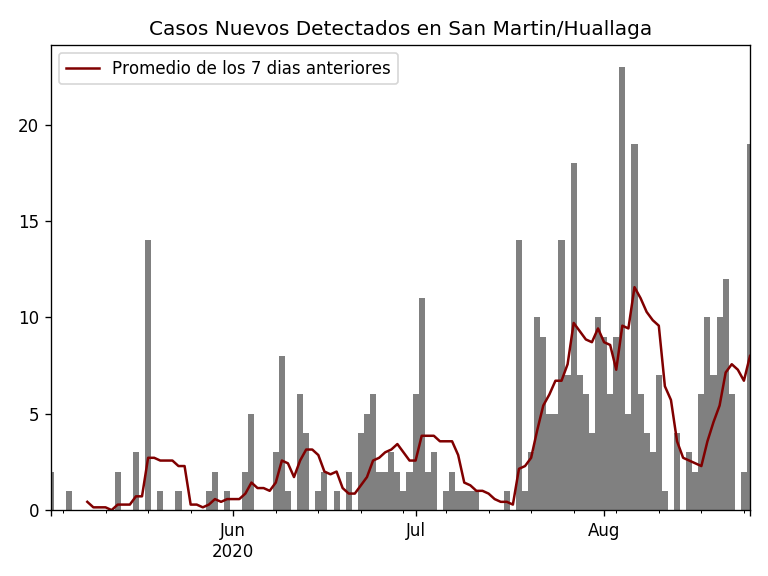 Casos Nuevos Detectados en San Martin/Huallaga
Promedio de los 7 dias anteriores
20
15
10
5
0
Jun
2020
Jul
Aug